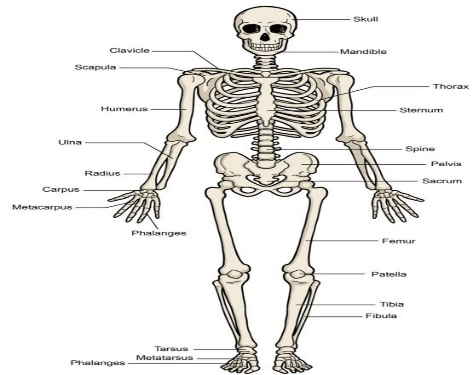 Skull
Clavicle
Mandible
Scapula
Thorax
Humerus
Sternum
Ulna
Spine
Pelvis
Radius
Sacrum
Carpus
Metacarpus
Phalanges
Femur
Patella
Tibia
Fibula
Tarsus
Metatarsus
Phalanges